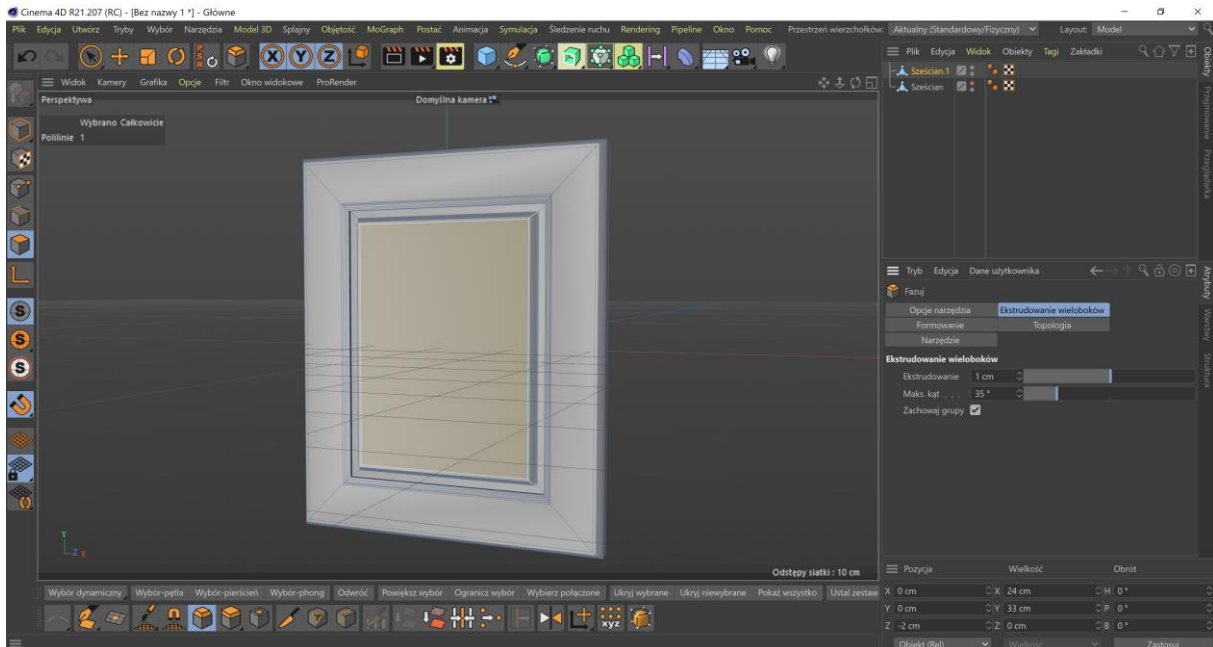 Cinema 4D R21.207 (RC) - [Bez nazwy 1 *] - Główne
Plik Edycja Utwórz Tryby Wybór Narzędzia Model 3D Splajny Objętość MoGraph Postać Animacja Symulacja Śledzenie ruchu Rendering Pipeline Okno Pomoc Przestrzeń wierzchołków: Aktualny (Standardowy/Fizyczny) Layout: Model
PSR X Y Z
Plik Edycja Widok Obiekty Tagi Zakładki
Widok Kamery Grafika Opcje Filtr Okno widokowe ProRender
Sześcian.1
Sześcian
Perspektywa
Domyślna kamera
Wybrano Całkowicie
Polilinie 1
Obiekty
Przejmowanie
Przeglądarka
Tryb Edycja Dane użytkownika
Atrybuty
Warstwy
Struktura
Fazuj
Opcje narzędzia Ekstrudowanie wieloboków
Formowanie Topologia
Narzędzie
Ekstrudowanie wieloboków
Ekstrudowanie 1 cm
Maks. kąt . . . 35 °
Zachowaj grupy
S
S
S
Y
Z X
Odstępy siatki : 10 cm
Wybór dynamiczny Wybór-pętla Wybór-pierścień Wybór-phong Odwróć Powiększ wybór Ogranicz wybór Wybierz połączone Ukryj wybrane Ukryj niewybrane Pokaż wszystko Ustal zestaw
xyz
Pozycja Wielkość Obrót
X 0 cm X 24 cm H 0 °
Y 0 cm Y 33 cm P 0 °
Z -2 cm Z 0 cm B 0 °
Obiekt (Rel) Wielkość Zastosuj